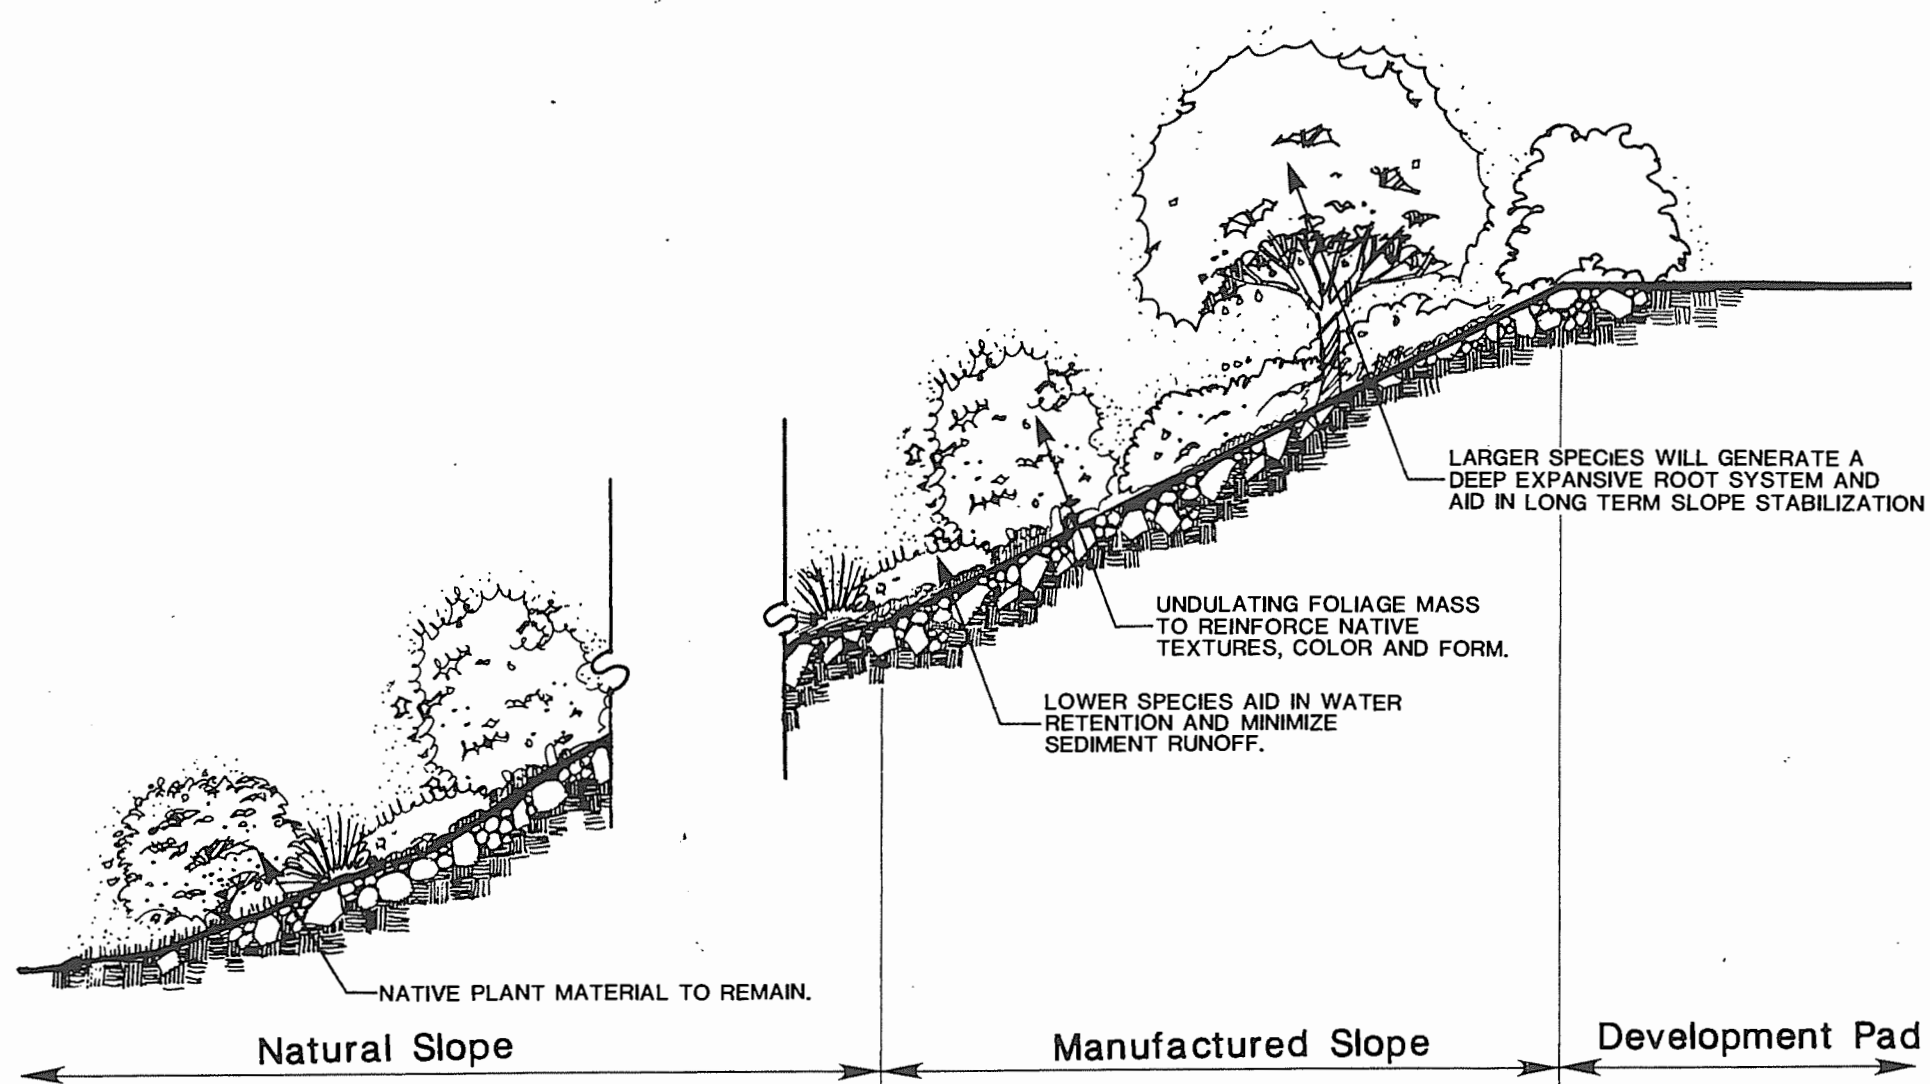 LARGER SPECIES WILL GENERATE A
DEEP EXPANSIVE ROOT SYSTEM AND
AID IN LONG TERM SLOPE STABILIZATION
UNDULATING FOLIAGE MASS
TO REINFORCE NATIVE
TEXTURES, COLOR AND FORM.
LOWER SPECIES AID IN WATER
RETENTION AND MINIMIZE
SEDIMENT RUNOFF.
NATIVE PLANT MATERIAL TO REMAIN.
Natural Slope
Manufactured Slope
Development Pad